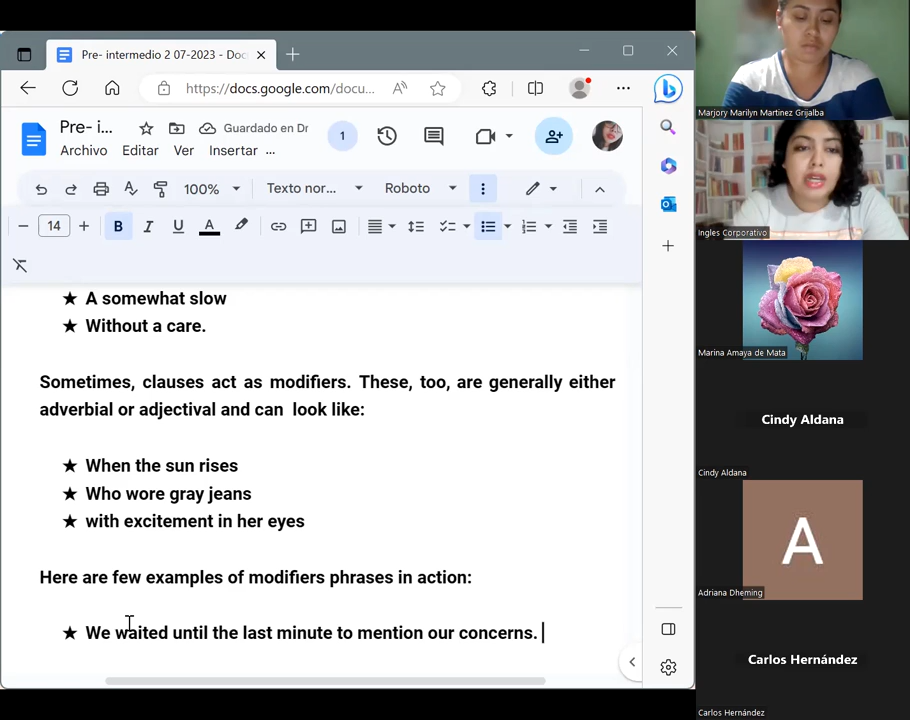 Pre- intermedio 2 07-2023 - Doc
https://docs.google.com/docu...
Pre- i...
Guardado en Dr
1
Archivo Editar Ver Insertar ...
100% Texto nor... Roboto
14 B I U A
★ A somewhat slow
★ Without a care.
Sometimes, clauses act as modifiers. These, too, are generally either
adverbial or adjectival and can look like:
★ When the sun rises
★ Who wore gray jeans
★ with excitement in her eyes
Here are few examples of modifiers phrases in action:
★ We waited until the last minute to mention our concerns.
Marjory Marilyn Martinez Grijalba
Ingles Corporativo
Marina Amaya de Mata
Cindy Aldana
Cindy Aldana
A
Adriana Dheming
Carlos Hernández
Carlos Hernández